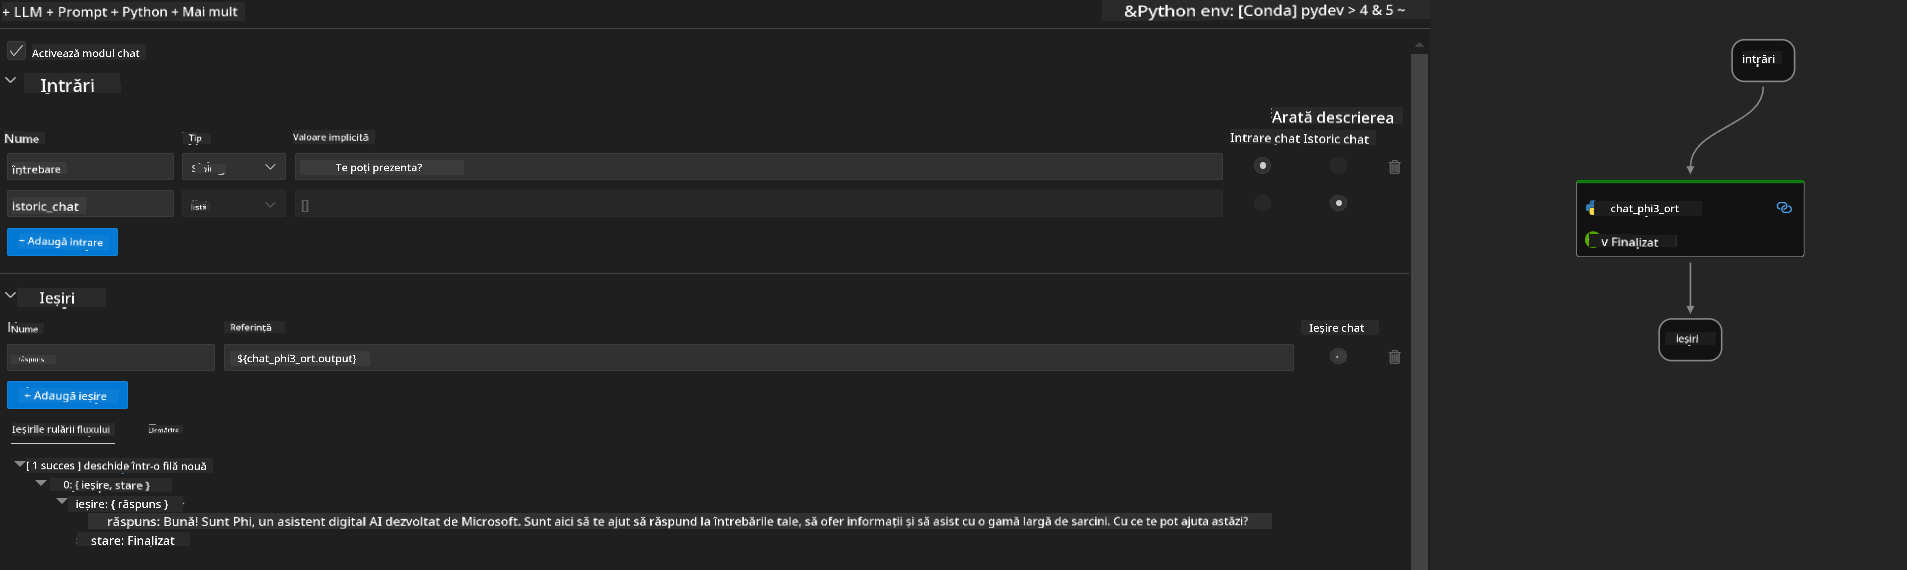 + LLM + Prompt + Python + Mai mult
&Python env: [Conda] pydev > 4 & 5 ~
Activează modul chat
Intrări
Arată descrierea
Nume Tip Valoare implicită Intrare chat Istoric chat
întrebare Te poți prezenta?
istoric_chat listă []
+ Adaugă intrare
Ieșiri
Nume Referință Ieșire chat
răspuns ${chat_phi3_ort.output}
+ Adaugă ieșire
Ieșirile rulării fluxului Urmărire
[ 1 succes ] deschide într-o filă nouă
0: { ieșire, stare }
ieșire: { răspuns }
răspuns: Bună! Sunt Phi, un asistent digital AI dezvoltat de Microsoft. Sunt aici să te ajut să răspund la întrebările tale, să ofer informații și să asist cu o gamă largă de sarcini. Cu ce te pot ajuta astăzi?
stare: Finalizat
intrări
chat_phi3_ort
v Finalizat
ieșiri